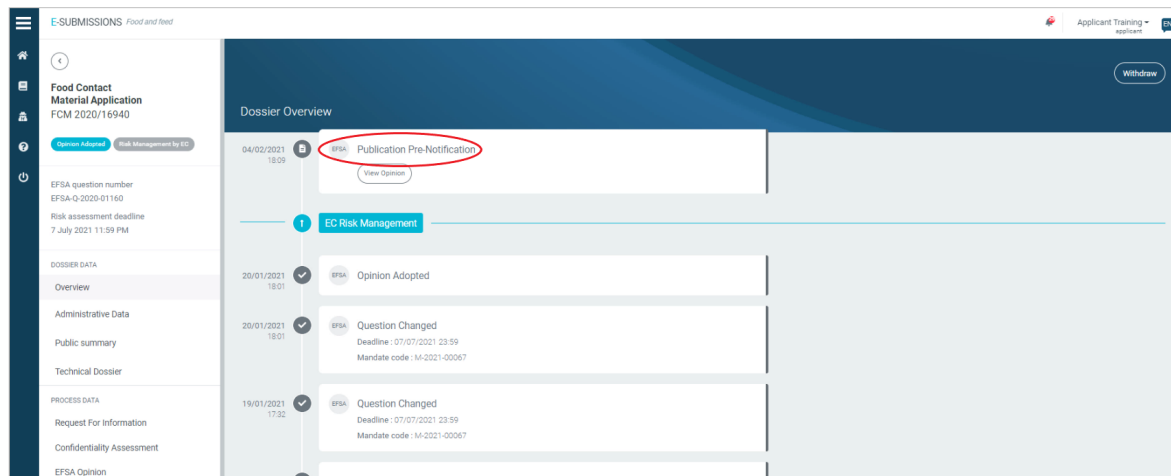 E-SUBMISSIONS Food and feed
Applicant Training
applicant
EN
Withdraw
Food Contact
Material Application
FCM 2020/16940
Opinion Adopted
Risk Management by EC
EFSA question number
EFSA-Q-2020-01160
Risk assessment deadline
7 July 2021 11:59 PM
DOSSIER DATA
Overview
Administrative Data
Public summary
Technical Dossier
PROCESS DATA
Request For Information
Confidentiality Assessment
EFSA Opinion
Dossier Overview
04/02/2021
18:09
EFSA Publication Pre-Notification
View Opinion
EC Risk Management
20/01/2021
18:01
EFSA Opinion Adopted
20/01/2021
18:01
EFSA Question Changed
Deadline : 07/07/2021 23:59
Mandate code : M-2021-00067
19/01/2021
17:32
EFSA Question Changed
Deadline : 07/07/2021 23:59
Mandate code : M-2021-00067